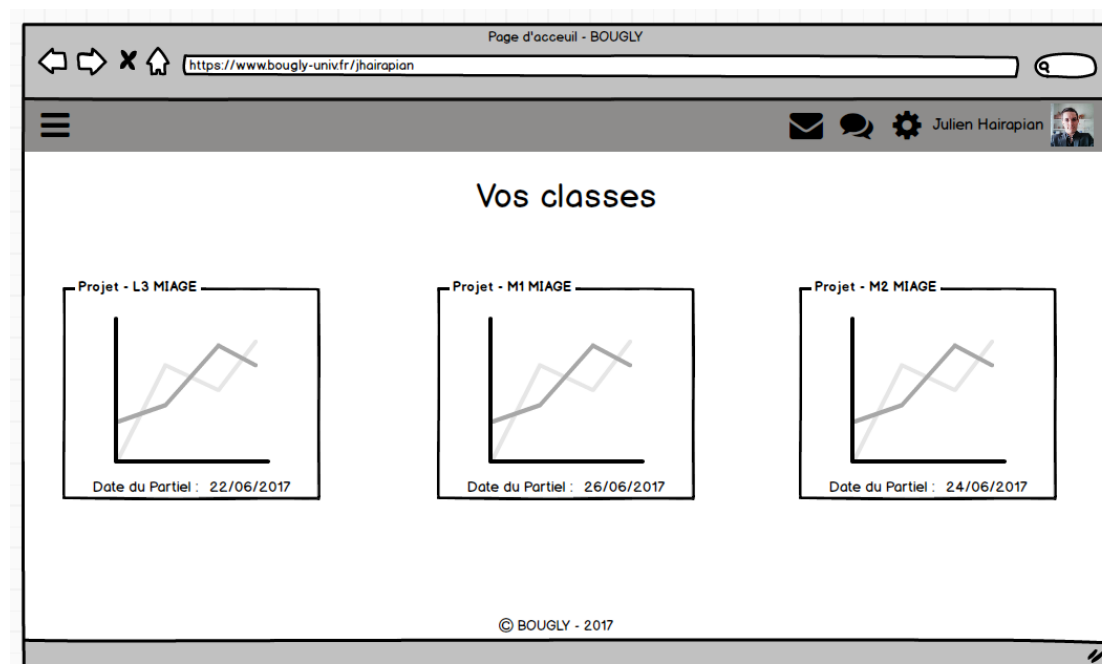 Page d'acceuil - BOUGLY
https://www.bougly-univ.fr/jhairapian
Julien Hairapian
Vos classes
Projet - L3 MIAGE
Projet - M1 MIAGE
Projet - M2 MIAGE
Date du Partiel : 22/06/2017
Date du Partiel : 26/06/2017
Date du Partiel : 24/06/2017
© BOUGLY - 2017